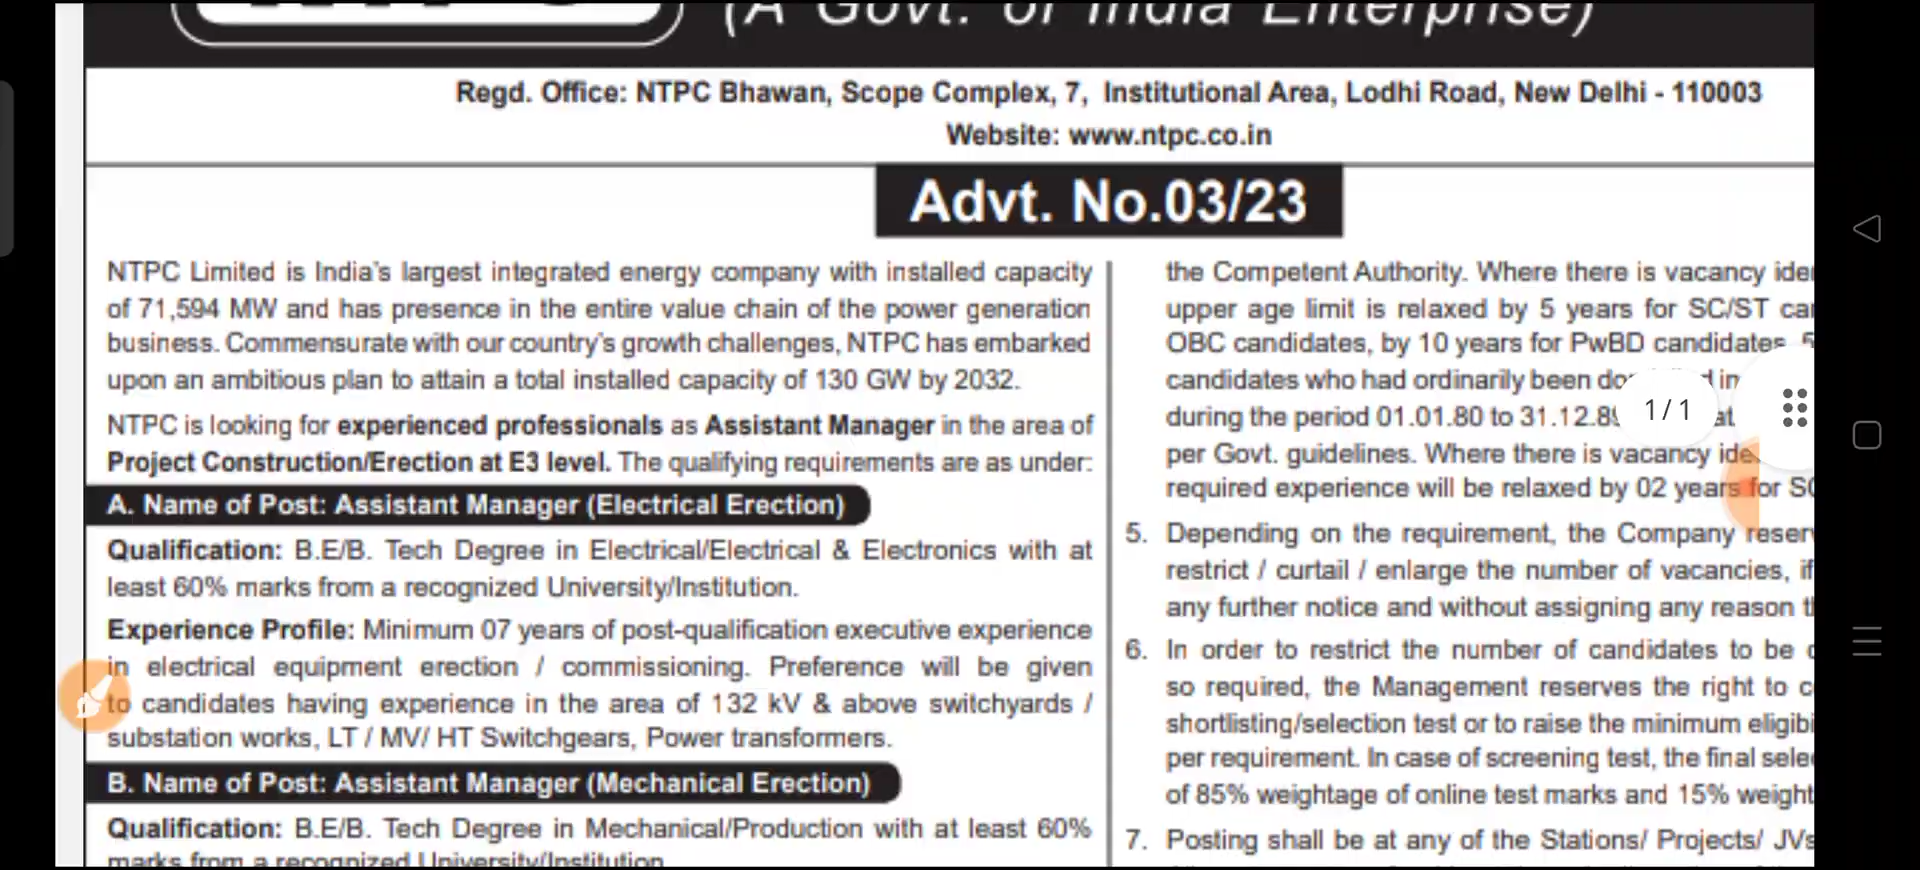 (A Govt. of India Enterprise)
Regd. Office: NTPC Bhawan, Scope Complex, 7, Institutional Area, Lodhi Road, New Delhi - 110003
Website: www.ntpc.co.in
Advt. No.03/23
NTPC Limited is India's largest integrated energy company with installed capacity
of 71,594 MW and has presence in the entire value chain of the power generation
business. Commensurate with our country's growth challenges, NTPC has embarked
upon an ambitious plan to attain a total installed capacity of 130 GW by 2032.
NTPC is looking for experienced professionals as Assistant Manager in the area of
Project Construction/Erection at E3 level. The qualifying requirements are as under:
A. Name of Post: Assistant Manager (Electrical Erection)
Qualification: B.E/B. Tech Degree in Electrical/Electrical & Electronics with at
least 60% marks from a recognized University/Institution.
Experience Profile: Minimum 07 years of post-qualification executive experience
in electrical equipment erection / commissioning. Preference will be given
to candidates having experience in the area of 132 kV & above switchyards /
substation works, LT / MV/ HT Switchgears, Power transformers.
B. Name of Post: Assistant Manager (Mechanical Erection)
Qualification: B.E/B. Tech Degree in Mechanical/Production with at least 60%
marks from a recognized University/Institution
the Competent Authority. Where there is vacancy
upper age limit is relaxed by 5 years for SC/ST
OBC candidates, by 10 years for PwBD candidates, 5
candidates who had ordinarily been in
during the period 01.01.80 to
per Govt. guidelines. Where there is vacancy
required experience will be relaxed by 02 years for
5. Depending on the requirement, the Company
restrict / curtail / enlarge the number of vacancies, if
any further notice and without assigning any reason
6. In order to restrict the number of candidates to be
so required, the Management reserves the right to
shortlisting/selection test or to raise the minimum
per requirement. In case of screening test, the final
of 85% weightage of online test marks and 15%
7. Posting shall be at any of the Stations/ Projects/ JVs
1/1